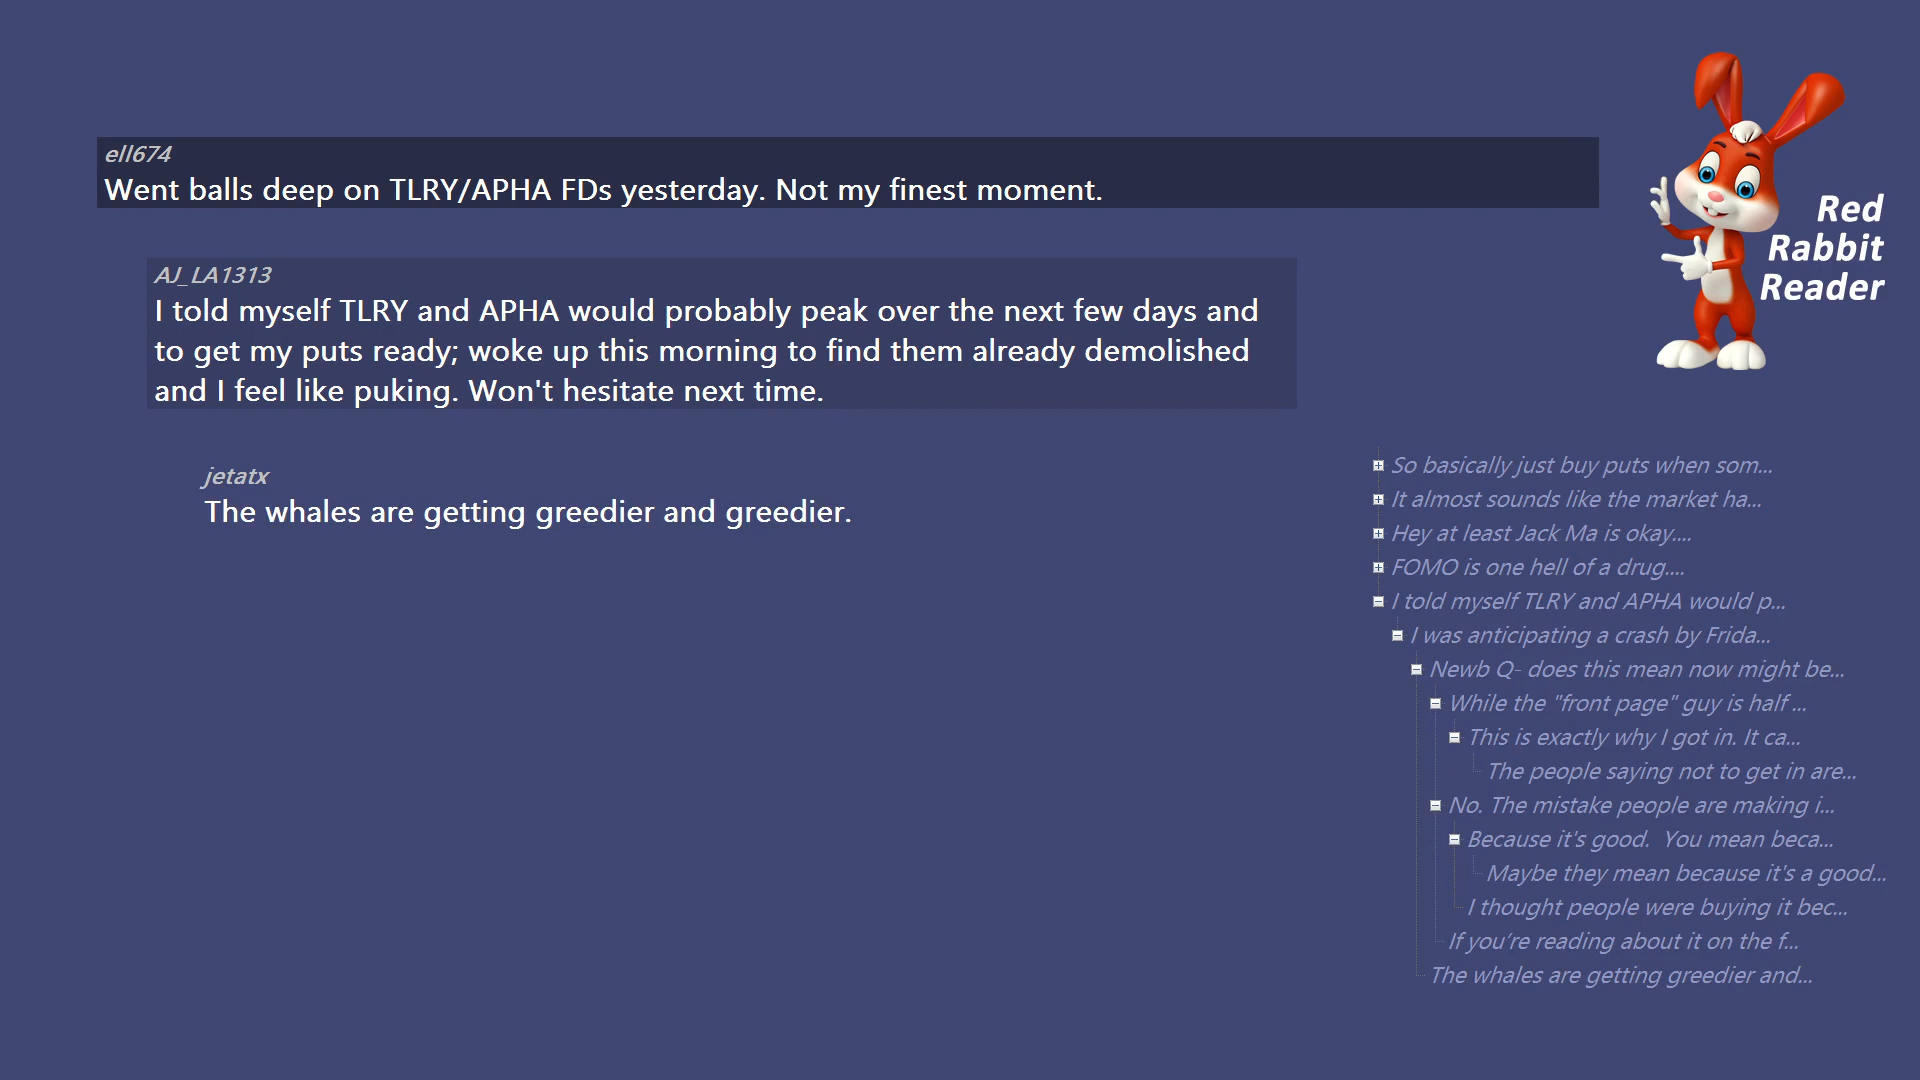 ell674
Went balls deep on TLRY/APHA FDs yesterday. Not my finest moment.
AJ_LA1313
I told myself TLRY and APHA would probably peak over the next few days and
to get my puts ready; woke up this morning to find them already demolished
and I feel like puking. Won't hesitate next time.
jetatx
The whales are getting greedier and greedier.
Red
Rabbit
Reader
So basically just buy puts when som...
It almost sounds like the market ha...
Hey at least Jack Ma is okay....
FOMO is one hell of a drug....
I told myself TLRY and APHA would p...
I was anticipating a crash by Frida...
Newb Q- does this mean now might be...
While the "front page" guy is half ...
This is exactly why I got in. It ca...
The people saying not to get in are...
No. The mistake people are making i...
Because it's good.  You mean beca...
Maybe they mean because it's a good...
I thought people were buying it bec...
If you’re reading about it on the f...
The whales are getting greedier and...